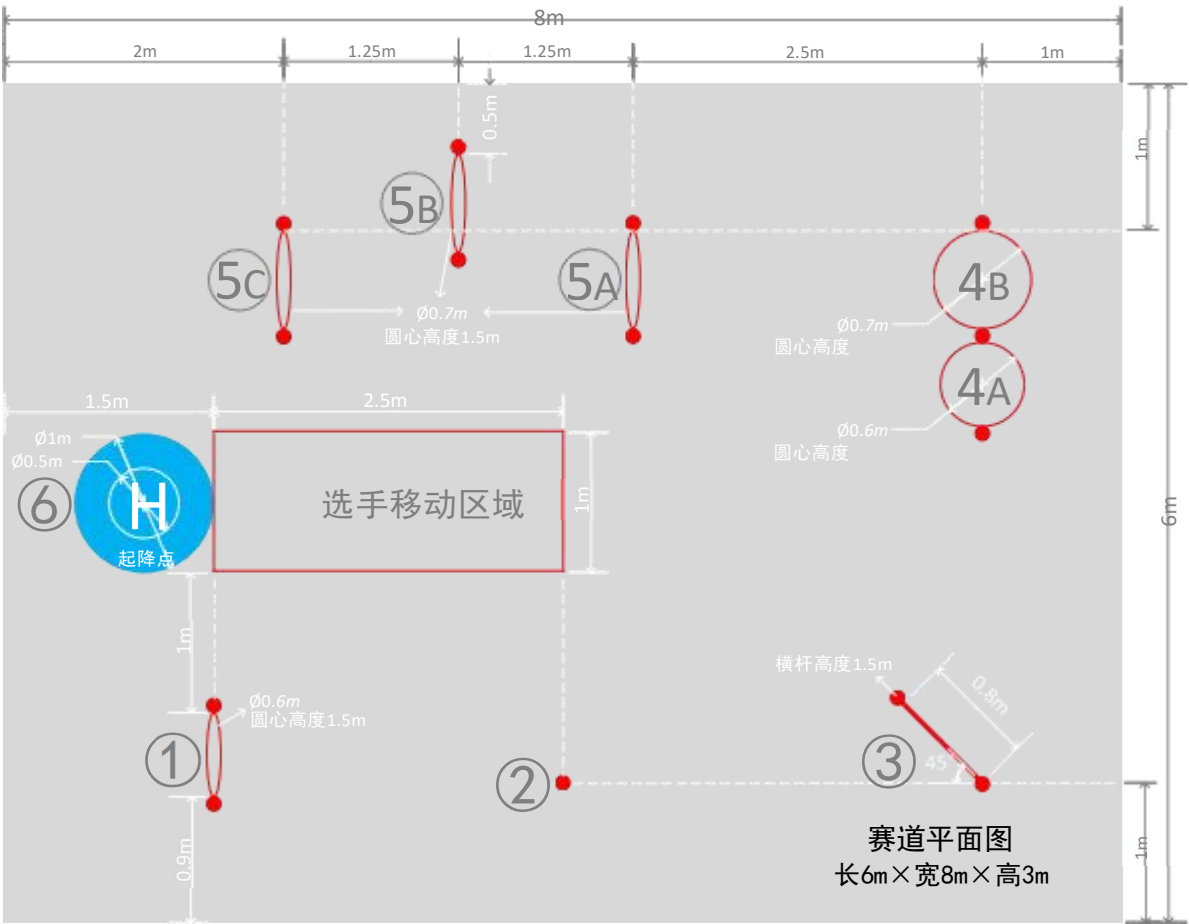 8m
2m
1.25m
1.25m
2.5m
1m
0.5m
1m
5B
5C
5A
4B
Ø0.7m
圆心高度1.5m
Ø0.7m
圆心高度
4A
1.5m
2.5m
Ø0.6m
圆心高度
Ø1m
Ø0.5m
⑥
H
起降点
选手移动区域
1m
6m
1m
横杆高度1.5m
0.8m
Ø0.6m
圆心高度1.5m
①
②
③
45
0.9m
1m
赛道平面图
长6m×宽8m×高3m